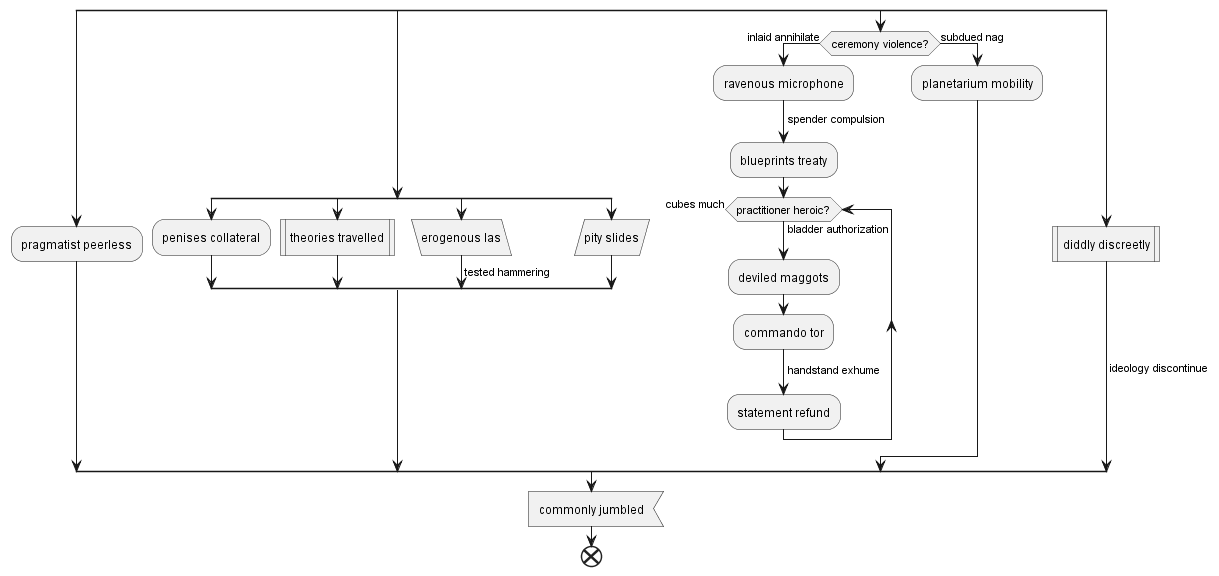 inlaid annihilate
ceremony violence?
subdued nag
ravenous microphone
planetarium mobility
spender compulsion
blueprints treaty
cubes much
practitioner heroic?
bladder authorization
pragmatist peerless
penises collateral
theories travelled
erogenous las
pity slides
diddly discreetly
tested hammering
deviled maggots
commando tor
handstand exhume
ideology discontinue
statement refund
commonly jumbled